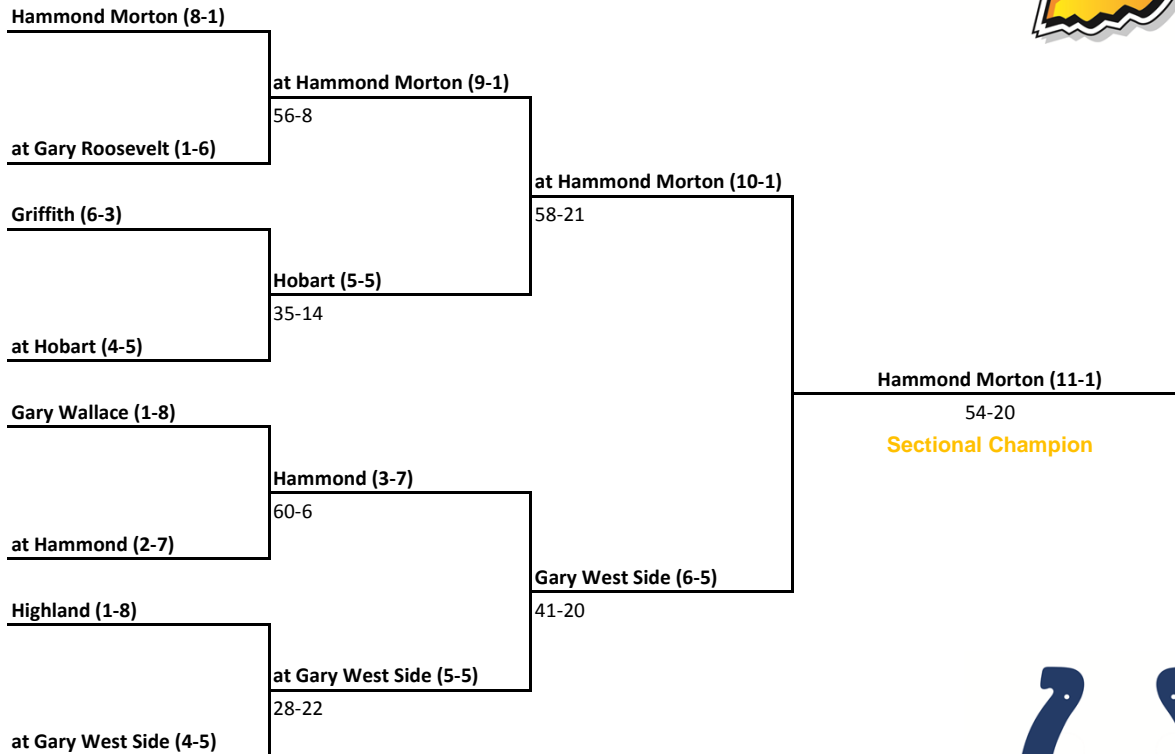 Hammond Morton (8-1)
at Hammond Morton (9-1)
56-8
at Gary Roosevelt (1-6)
at Hammond Morton (10-1)
58-21
Griffith (6-3)
Hobart (5-5)
35-14
at Hobart (4-5)
Hammond Morton (11-1)
54-20
Sectional Champion
Gary Wallace (1-8)
Hammond (3-7)
60-6
at Hammond (2-7)
Gary West Side (6-5)
41-20
Highland (1-8)
at Gary West Side (5-5)
28-22
at Gary West Side (4-5)